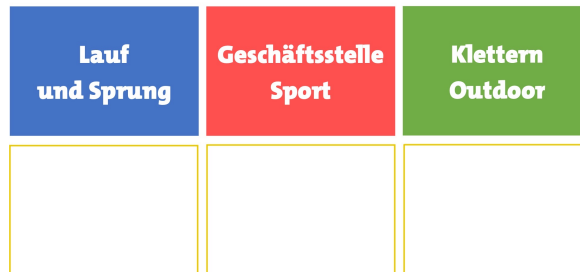 Lauf
und Sprung
Geschäftsstelle
Sport
Klettern
Outdoor